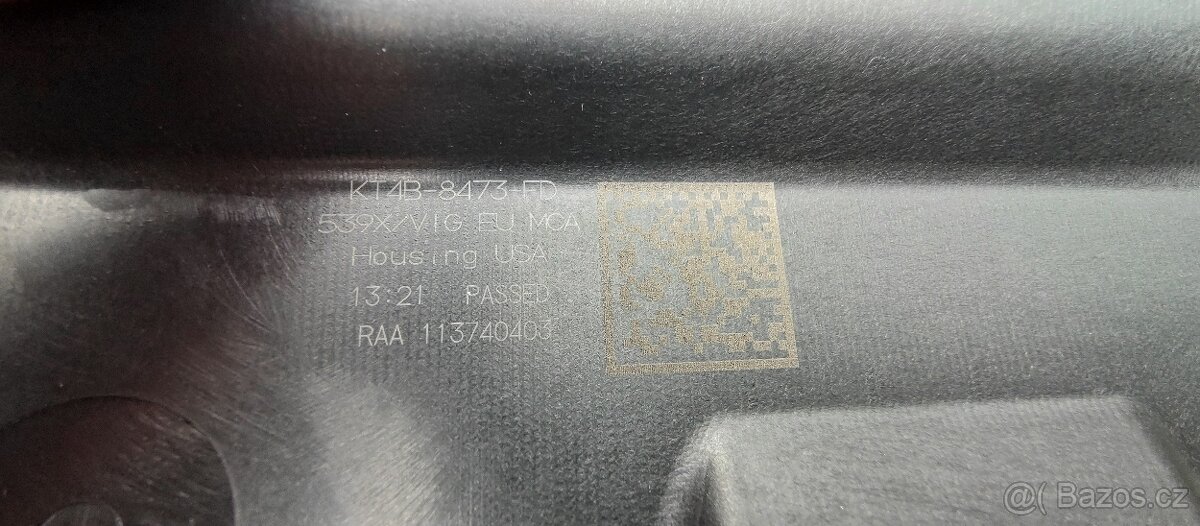 KT4B-8473-FD
539X/VIG EU MCA
Housing USA
13:21 PASSED
RAA 113740403
@( Bazos.cz